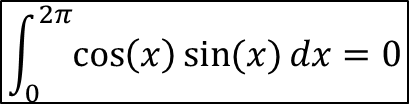 ∫₀^{2π} cos(x) sin(x) dx = 0